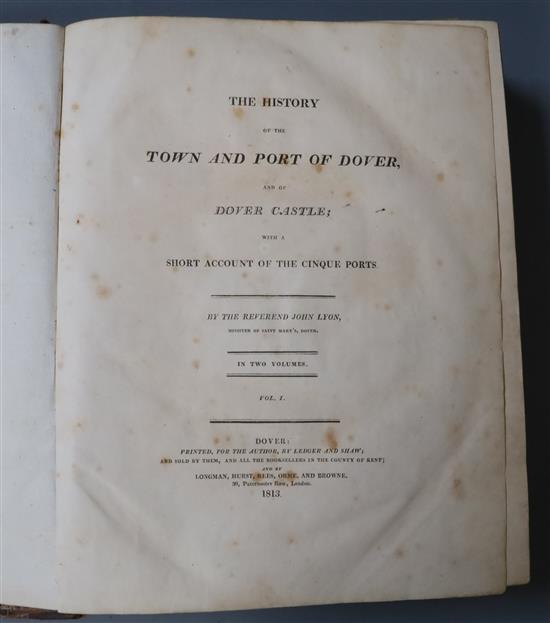 THE HISTORY
OF THE
TOWN AND PORT OF DOVER,
AND OF
DOVER CASTLE;
WITH A
SHORT ACCOUNT OF THE CINQUE PORTS
BY THE REVEREND JOHN LYON,
MINISTER OF SAINT MARY'S, DOVER.
IN TWO VOLUMES.
VOL. I.
DOVER:
PRINTED, FOR THE AUTHOR, BY LEDGER AND SHAW;
AND SOLD BY THEM, AND ALL THE BOOKSELLERS IN THE COUNTY OF KENT;
AND BY
LONGMAN, HURST, REES, ORME, AND BROWNE,
39, Paternoster Row, London.
1813.